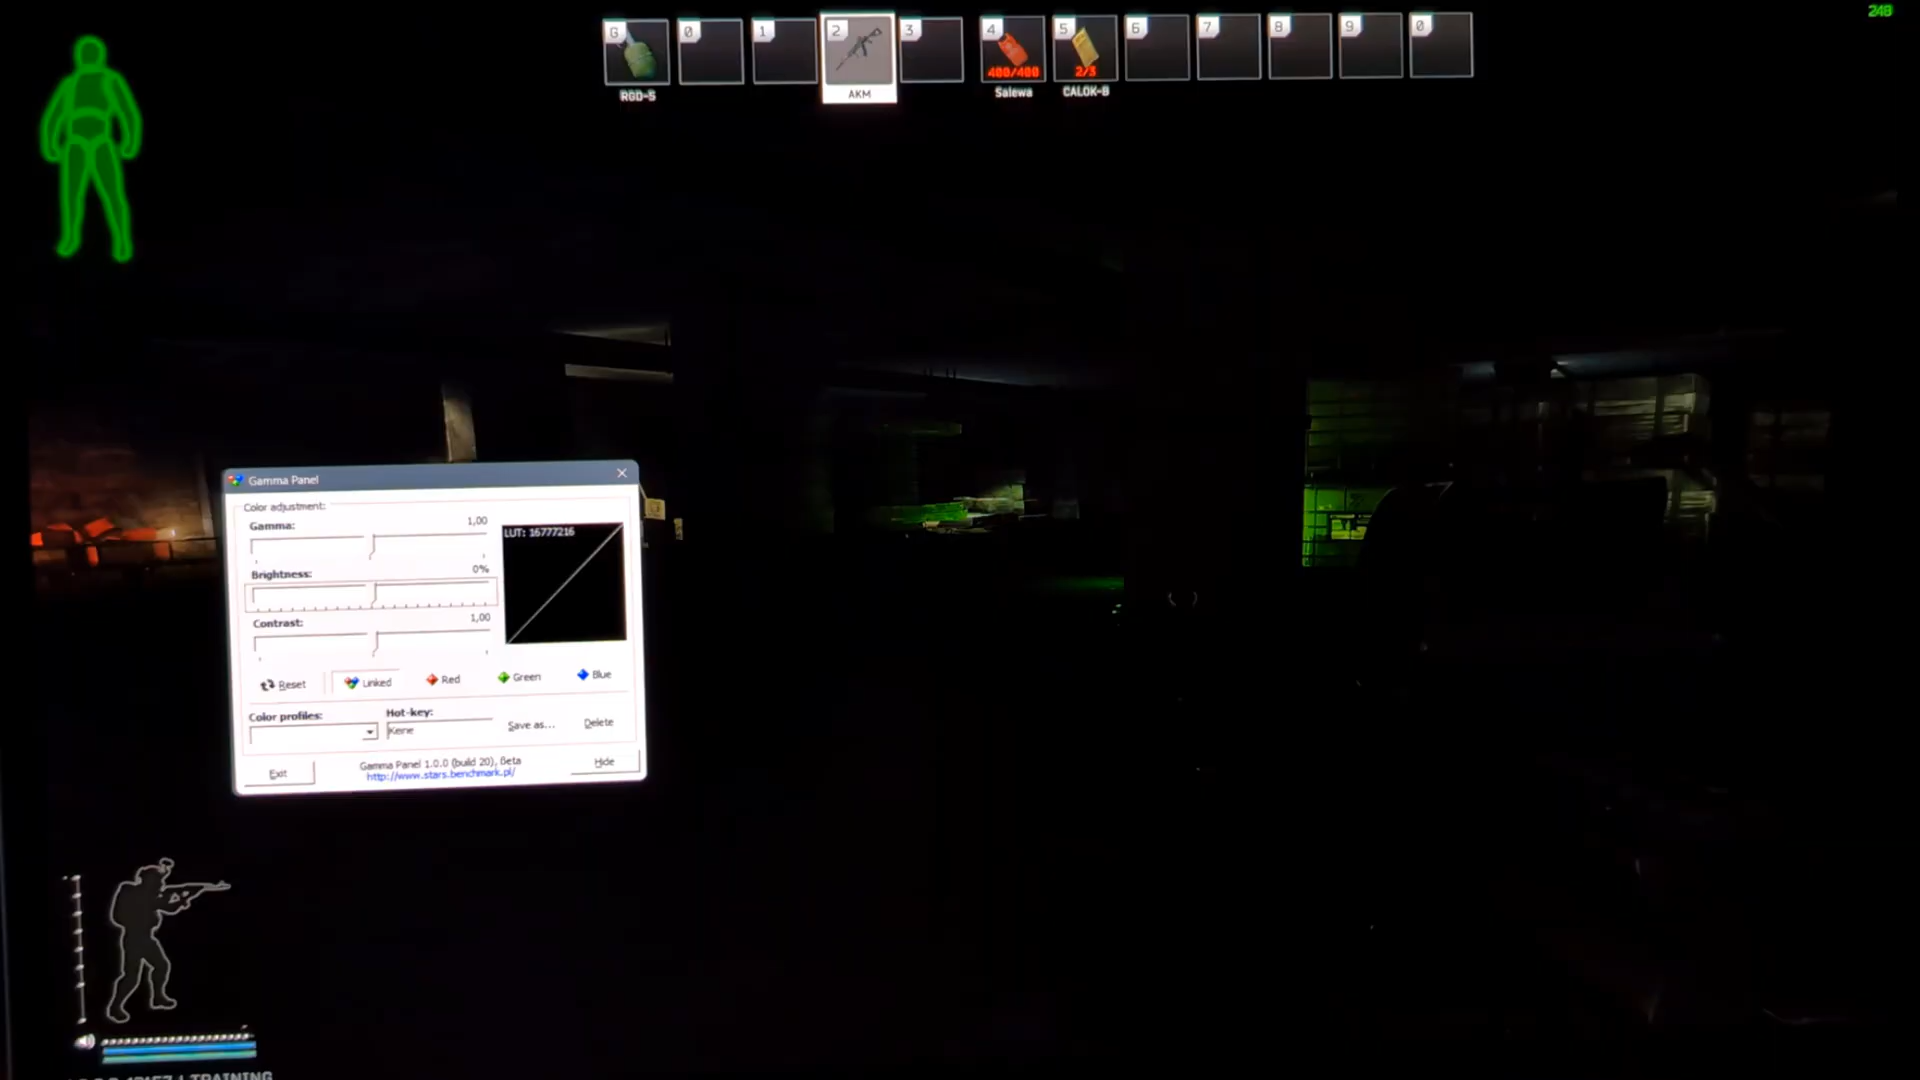 248
G 0 1 2 3 4 5 6 7 8 9 0
400/400 2/3
RGD-5 AKM Salewa CALOK-B
Gamma Panel
Color adjustment:
Gamma: 1,00
LUT: 16777216
Brightness: 0%
Contrast: 1,00
Reset Linked Red Green Blue
Color profiles: Hot-key:
Keine Save as... Delete
Exit Gamma Panel 1.0.0 (build 20), Beta Hide
http://www.stars.benchmark.pl/
TRAINING